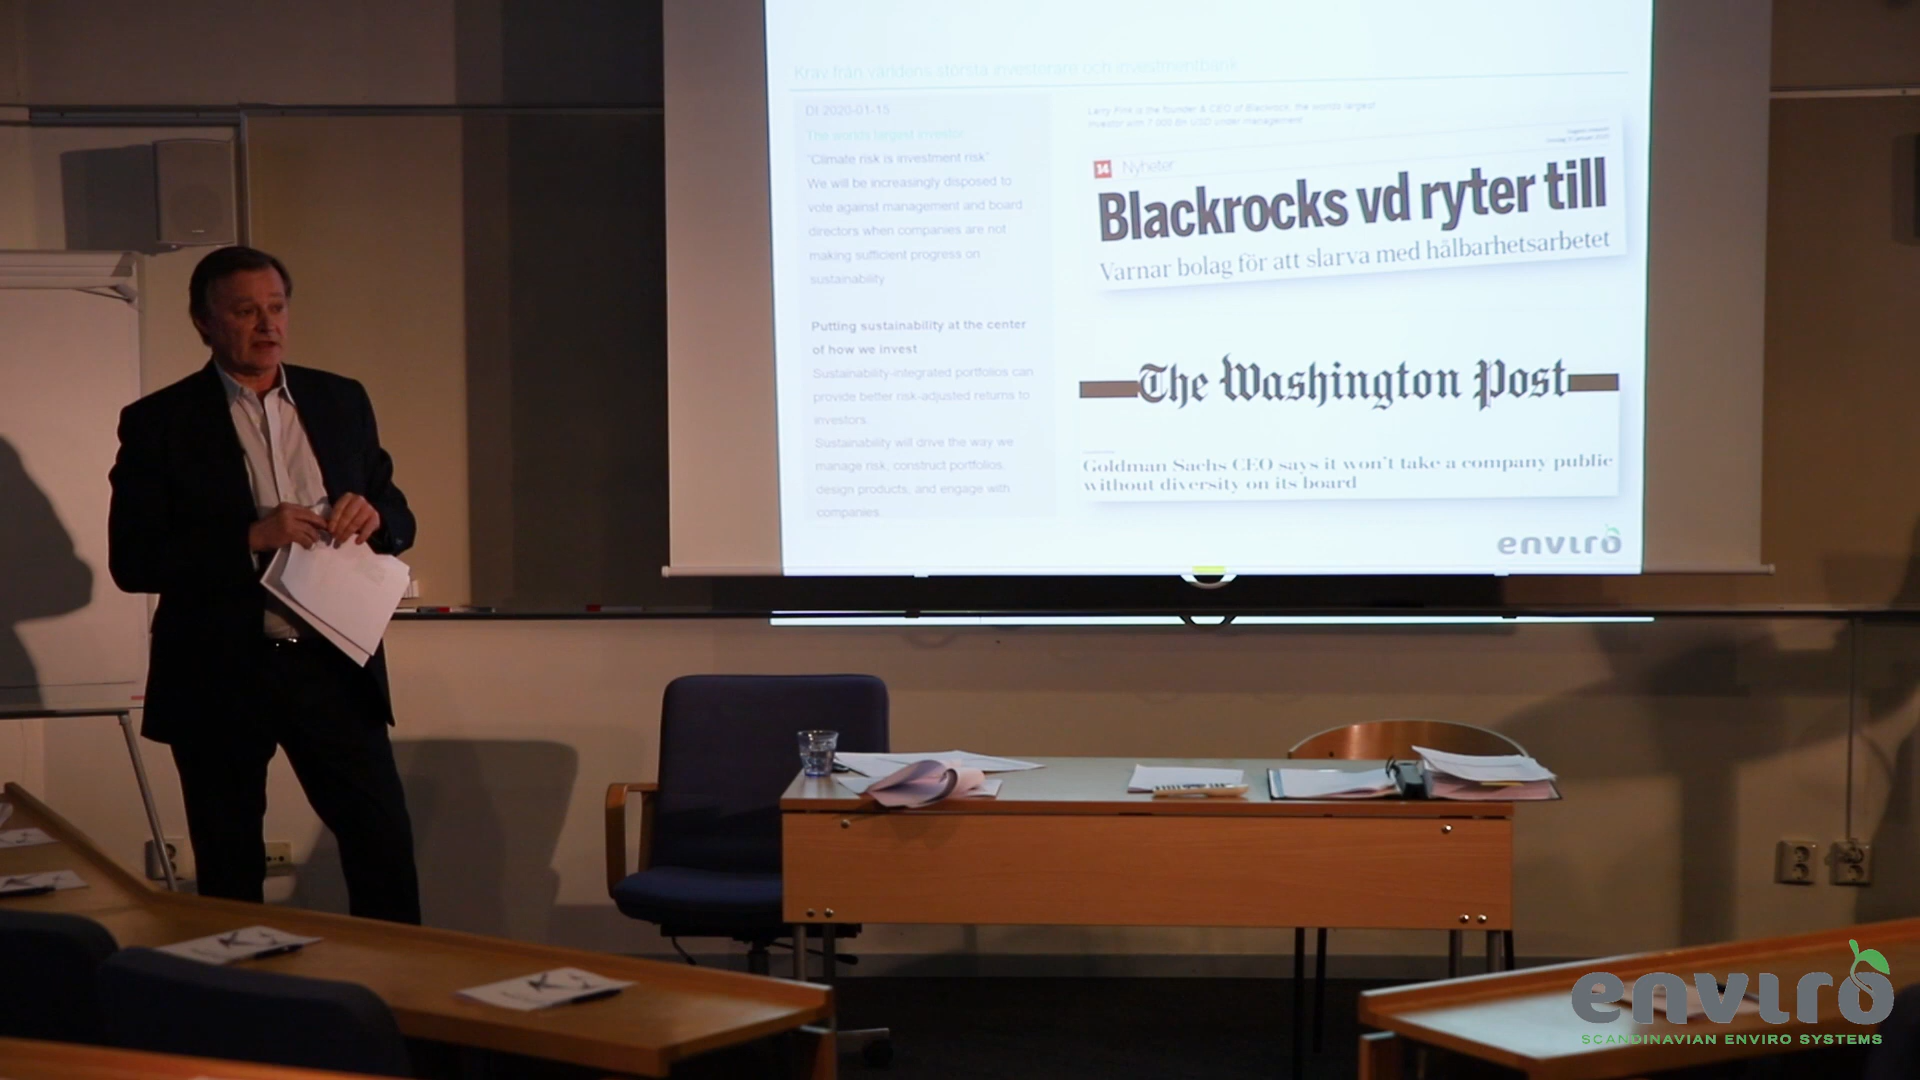 Krav från världens största investerare och investmentbank
DI 2020-01-15
The worlds largest investor
"Climate risk is investment risk"
We will be increasingly disposed to
vote against management and board
directors when companies are not
making sufficient progress on
sustainability
Putting sustainability at the center
of how we invest
Sustainability-integrated portfolios can
provide better risk-adjusted returns to
investors.
Sustainability will drive the way we
manage risk, construct portfolios,
design products, and engage with
companies.
Larry Fink is the founder & CEO of Blackrock, the worlds largest
investor with 7 000 Bn USD under management
14 Nyheter
Blackrocks vd ryter till
Varnar bolag för att slarva med hålbarhetsarbetet
The Washington Post
Goldman Sachs CEO says it won't take a company public
without diversity on its board
enviro
enviro
SCANDINAVIAN ENVIRO SYSTEMS